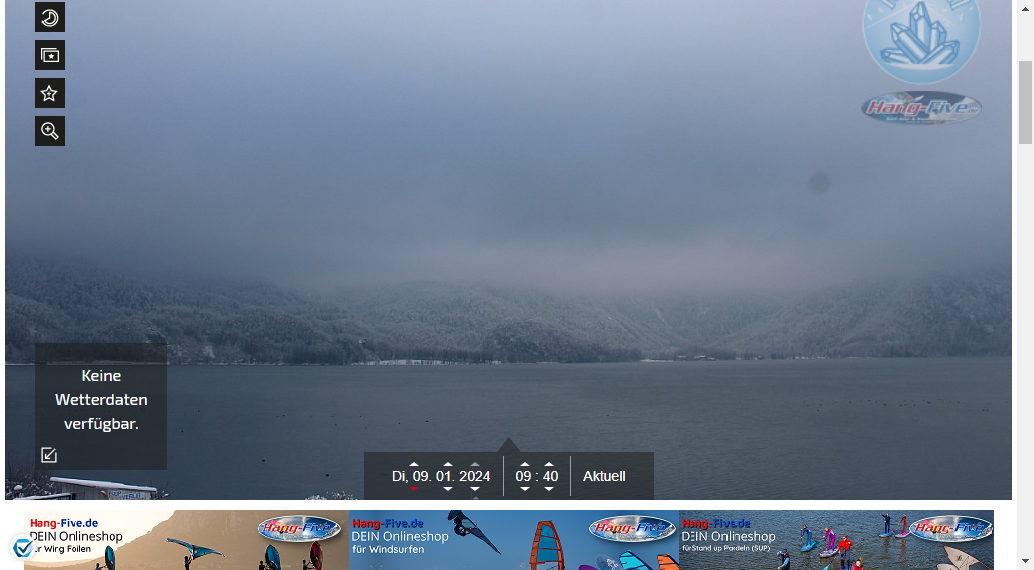 Hang-Five
Keine
Wetterdaten
verfügbar.
Di, 09. 01. 2024
09 : 40
Aktuell
Hang-Five.de
DEIN Onlineshop
für Wing Foilen
Hang-Five
Hang-Five.de
DEIN Onlineshop
für Windsurfen
Hang-Five
Hang-Five.de
DEIN Onlineshop
für Stand up Paddeln (SUP)
Hang-Five